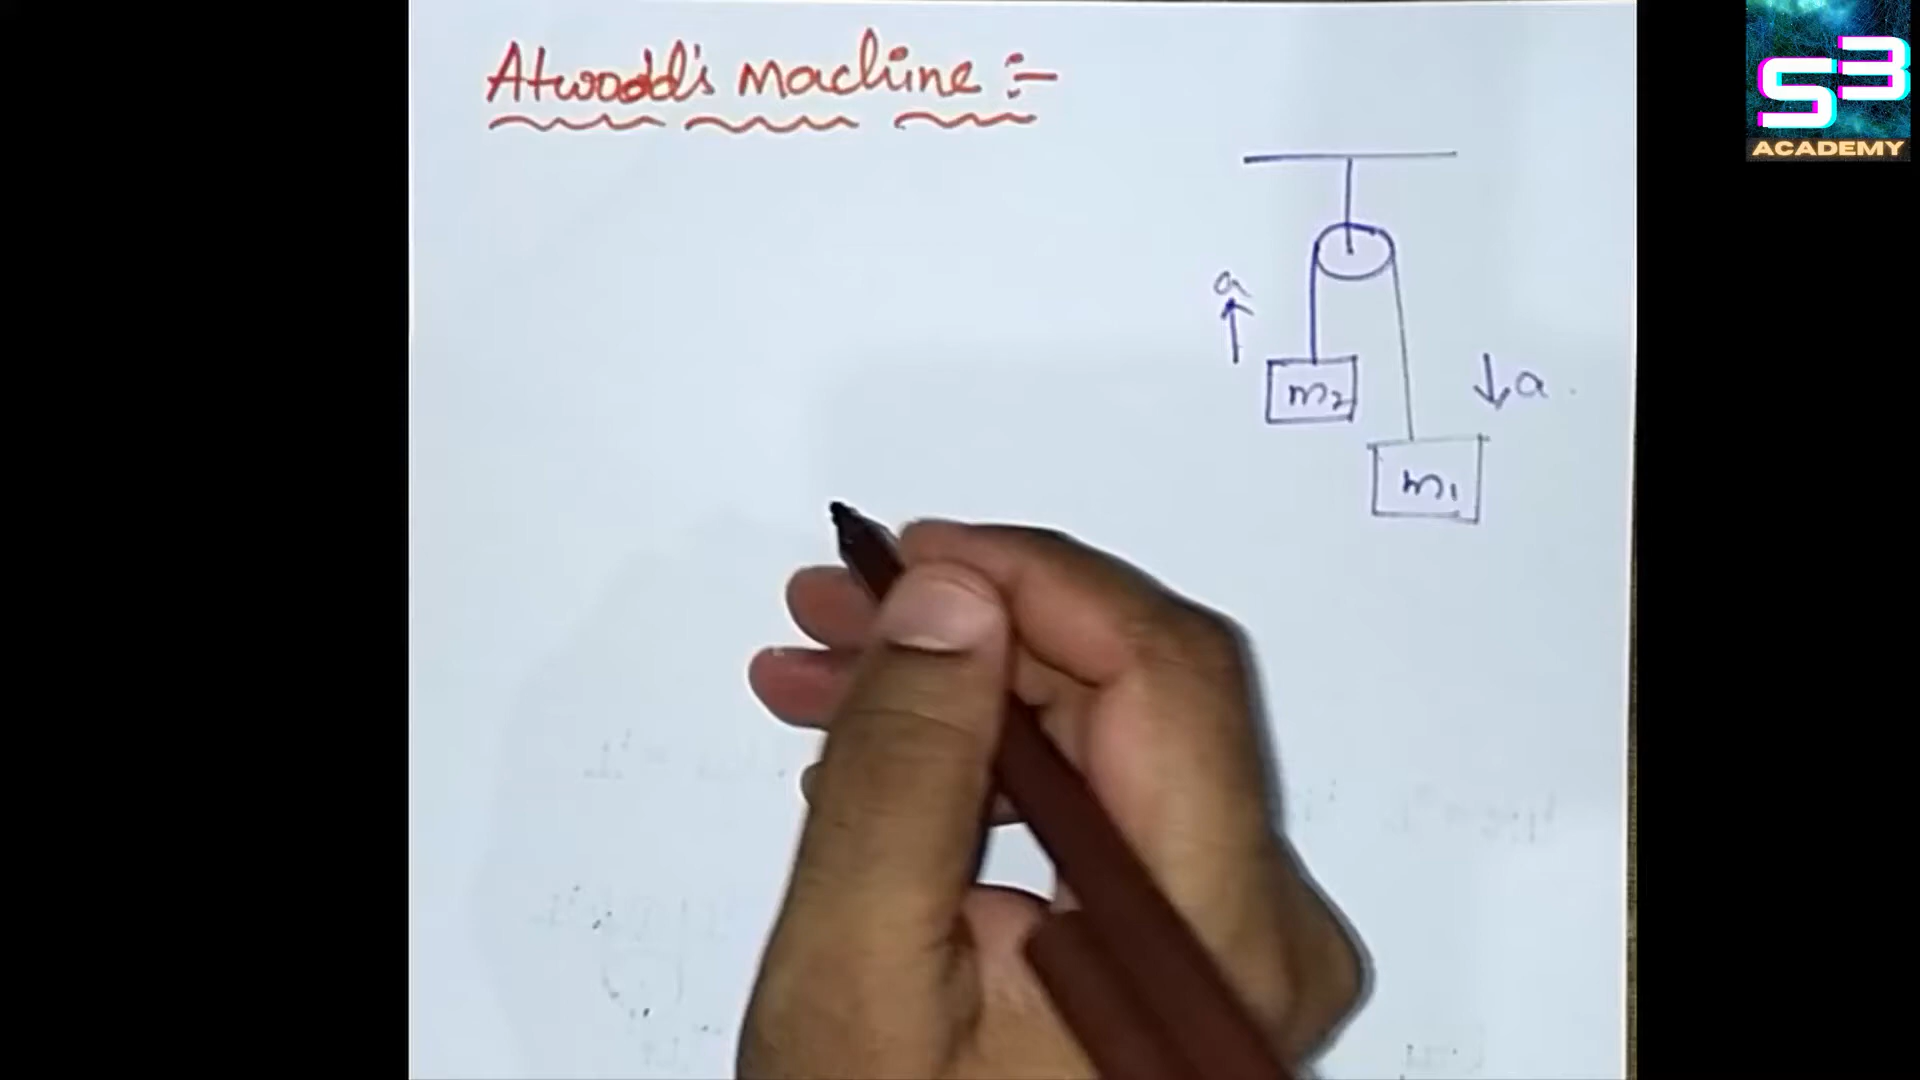 Atwood's machine :-
S3
ACADEMY
a
m2
a
m1